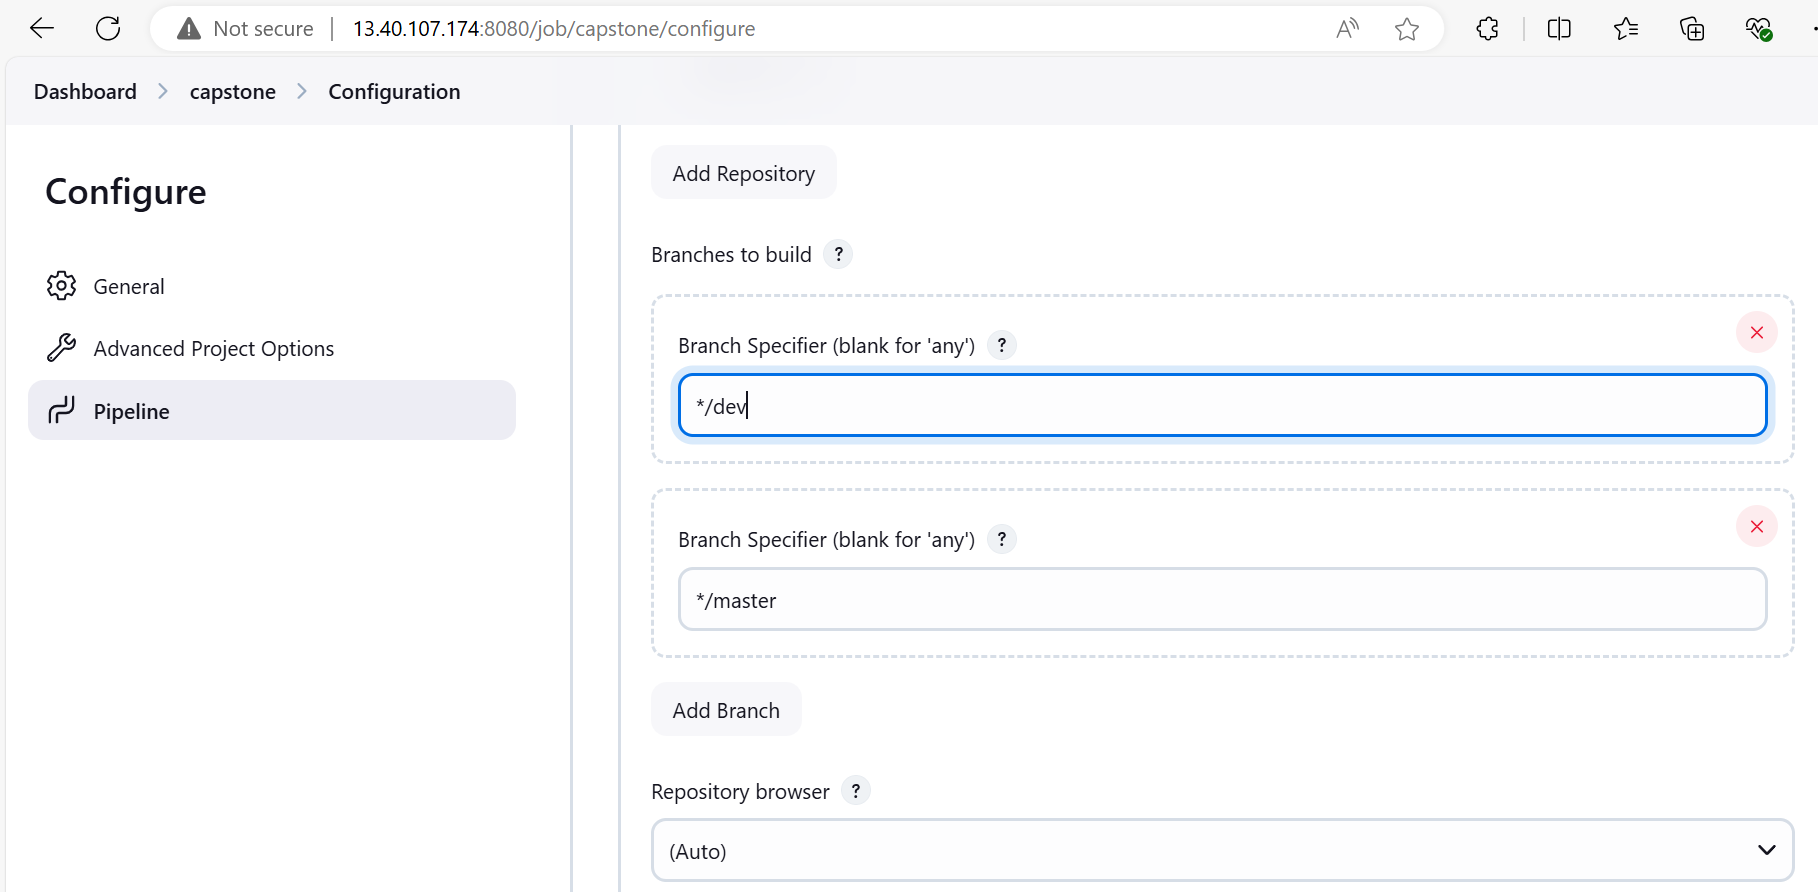 Not secure | 13.40.107.174:8080/job/capstone/configure
Dashboard > capstone > Configuration
Configure
General
Advanced Project Options
Pipeline
Add Repository
Branches to build ?
Branch Specifier (blank for 'any') ?
*/dev
Branch Specifier (blank for 'any') ?
*/master
Add Branch
Repository browser ?
(Auto)